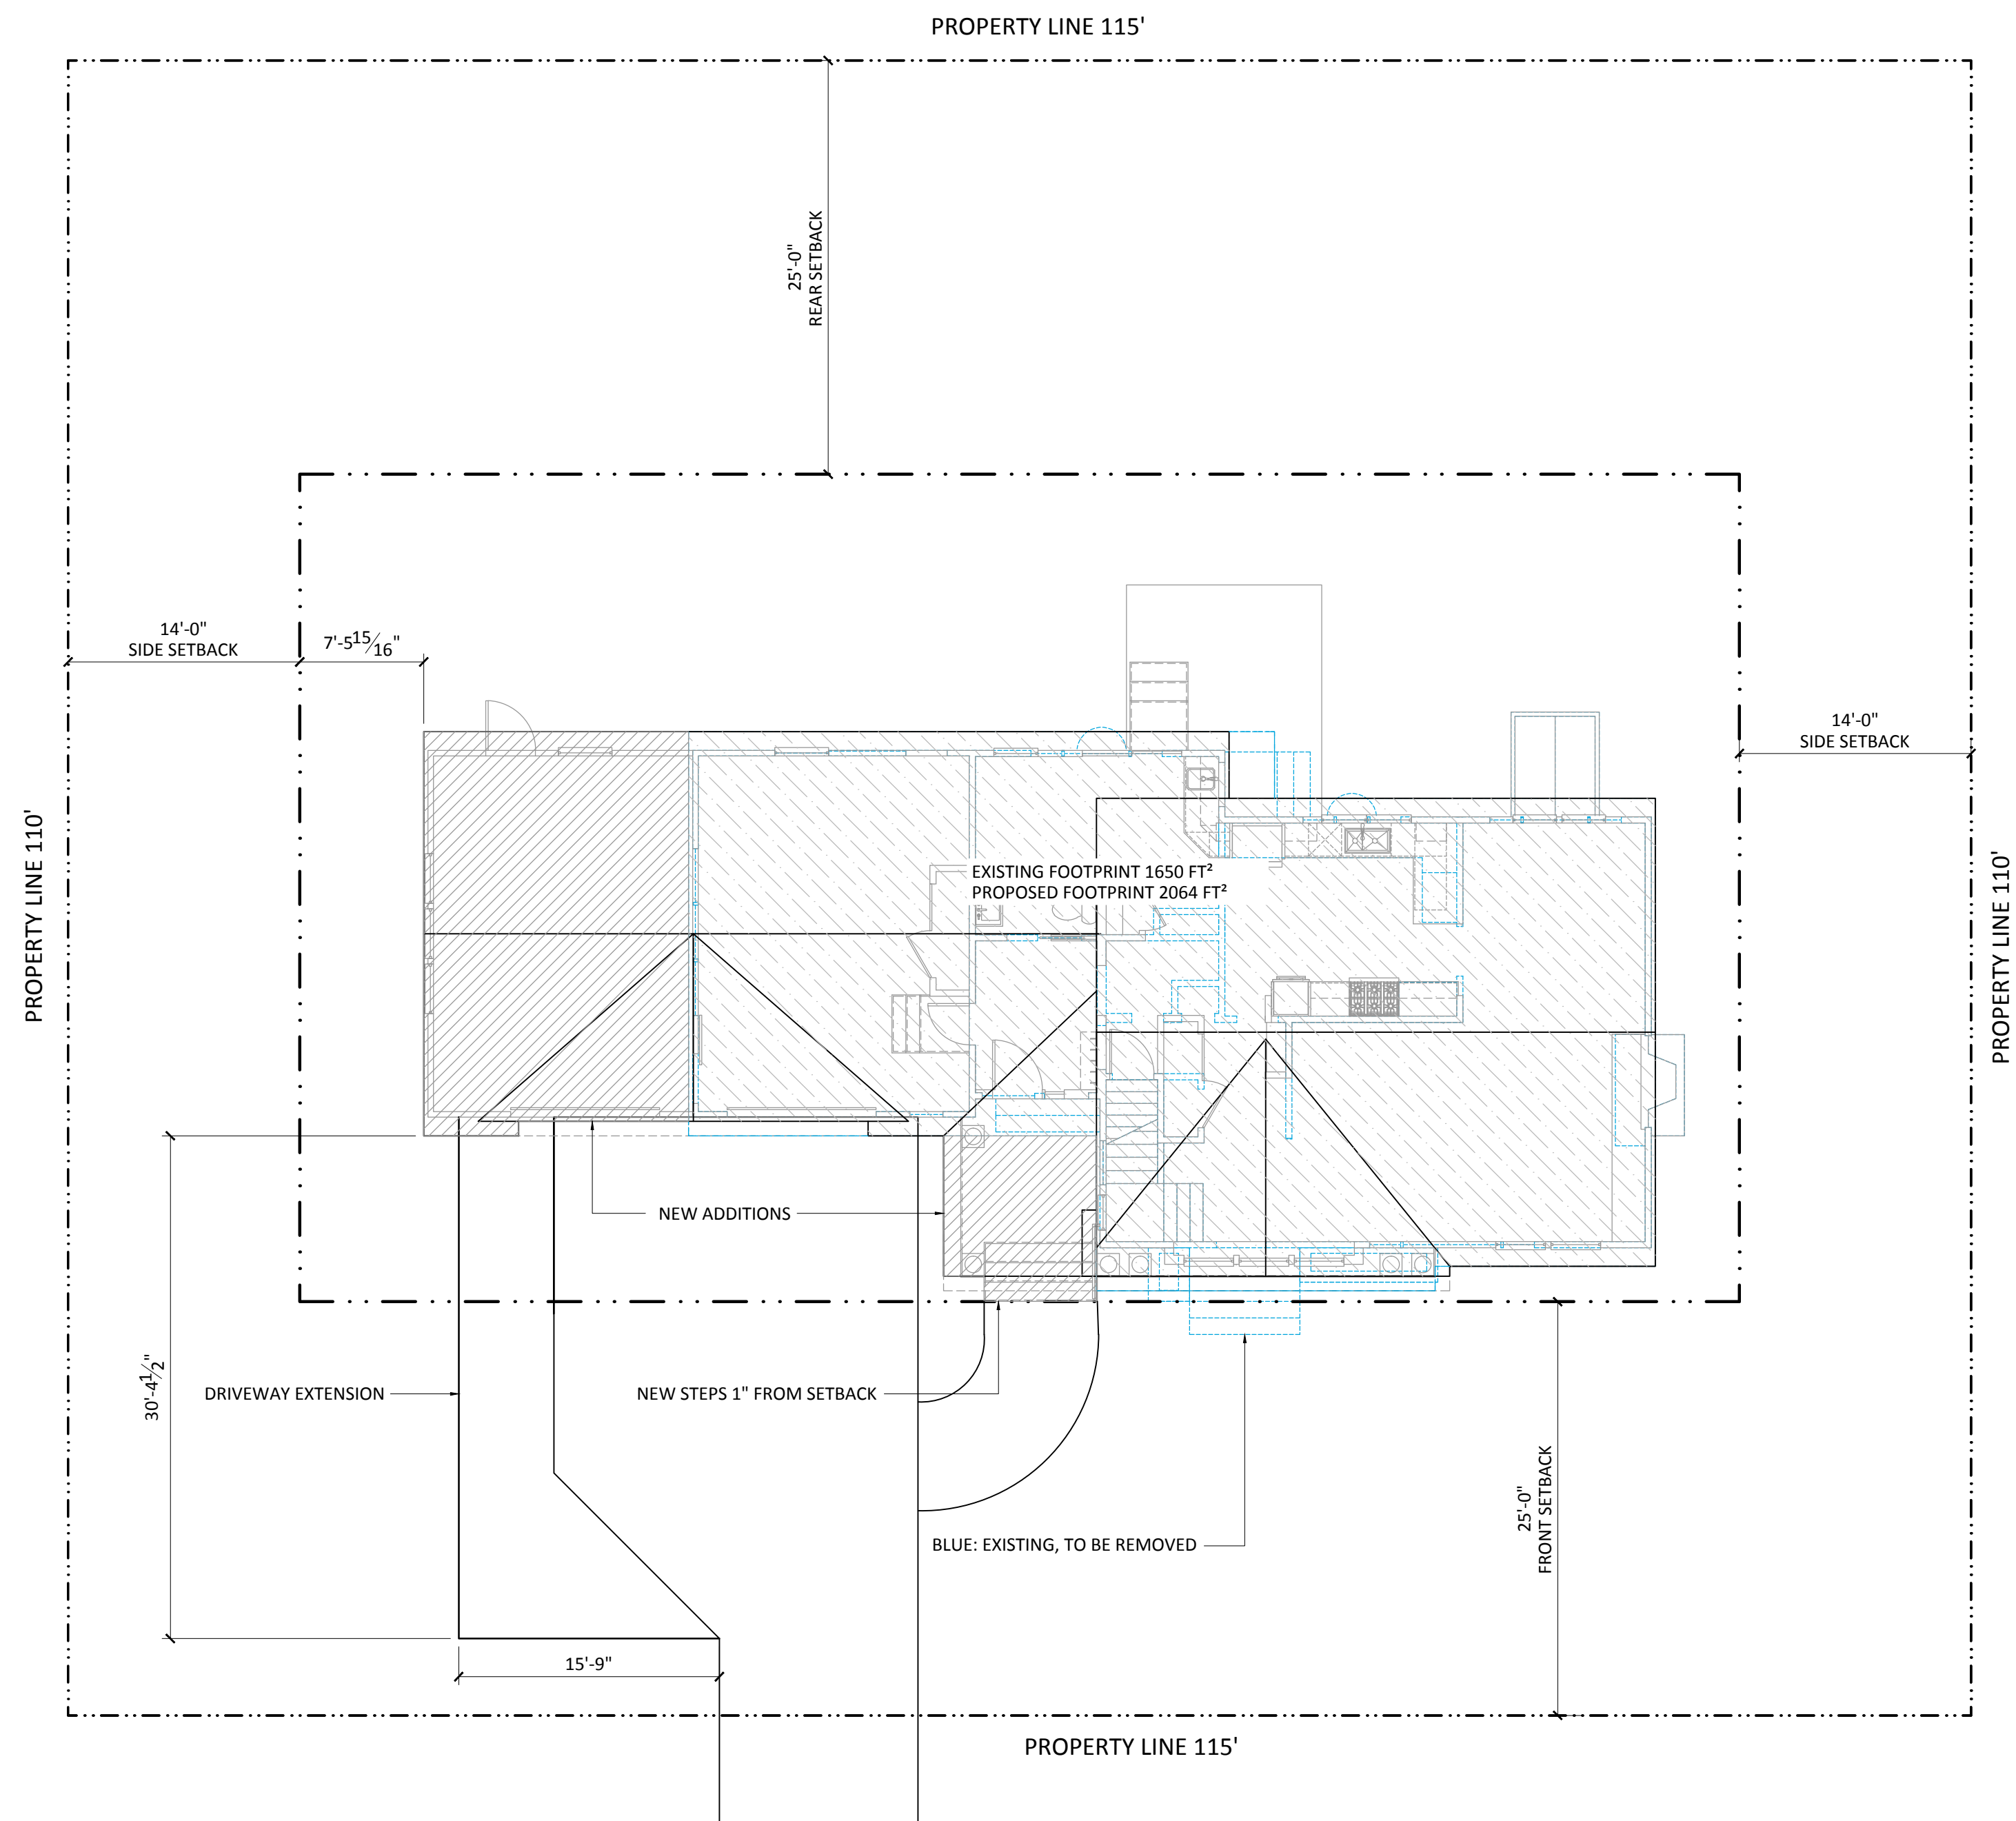 PROPERTY LINE 115'
25'-0"
REAR SETBACK
14'-0"
SIDE SETBACK
7'-5 15/16"
14'-0"
SIDE SETBACK
PROPERTY LINE 110'
EXISTING FOOTPRINT 1650 FT²
PROPOSED FOOTPRINT 2064 FT²
PROPERTY LINE 110'
NEW ADDITIONS
30'-4 1/2"
DRIVEWAY EXTENSION
NEW STEPS 1" FROM SETBACK
BLUE: EXISTING, TO BE REMOVED
25'-0"
FRONT SETBACK
15'-9"
PROPERTY LINE 115'